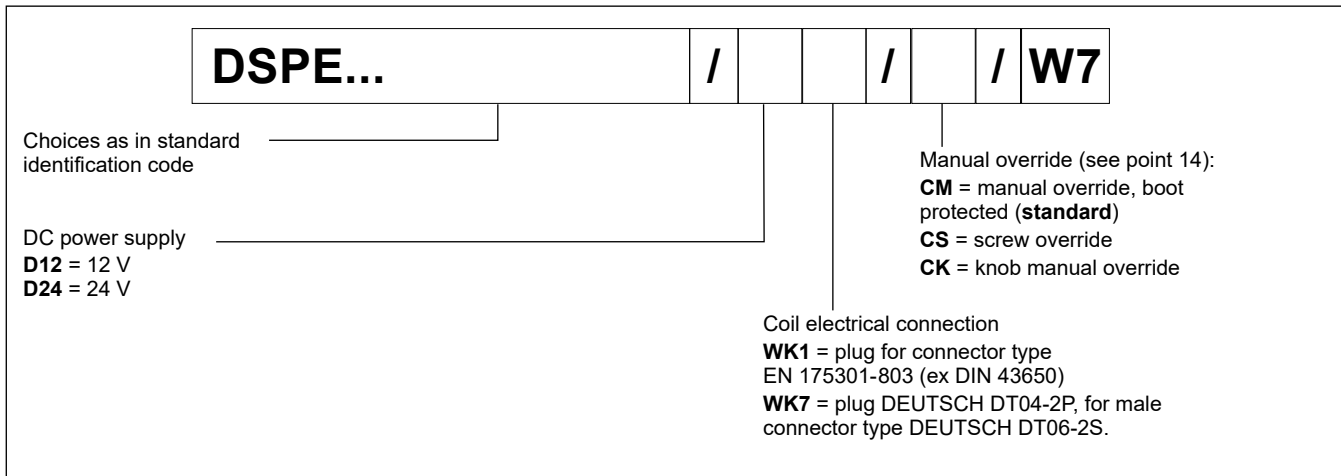 DSPE... / / / W7
Choices as in standard
identification code
DC power supply
D12 = 12 V
D24 = 24 V
Manual override (see point 14):
CM = manual override, boot
protected (standard)
CS = screw override
CK = knob manual override
Coil electrical connection
WK1 = plug for connector type
EN 175301-803 (ex DIN 43650)
WK7 = plug DEUTSCH DT04-2P, for male
connector type DEUTSCH DT06-2S.